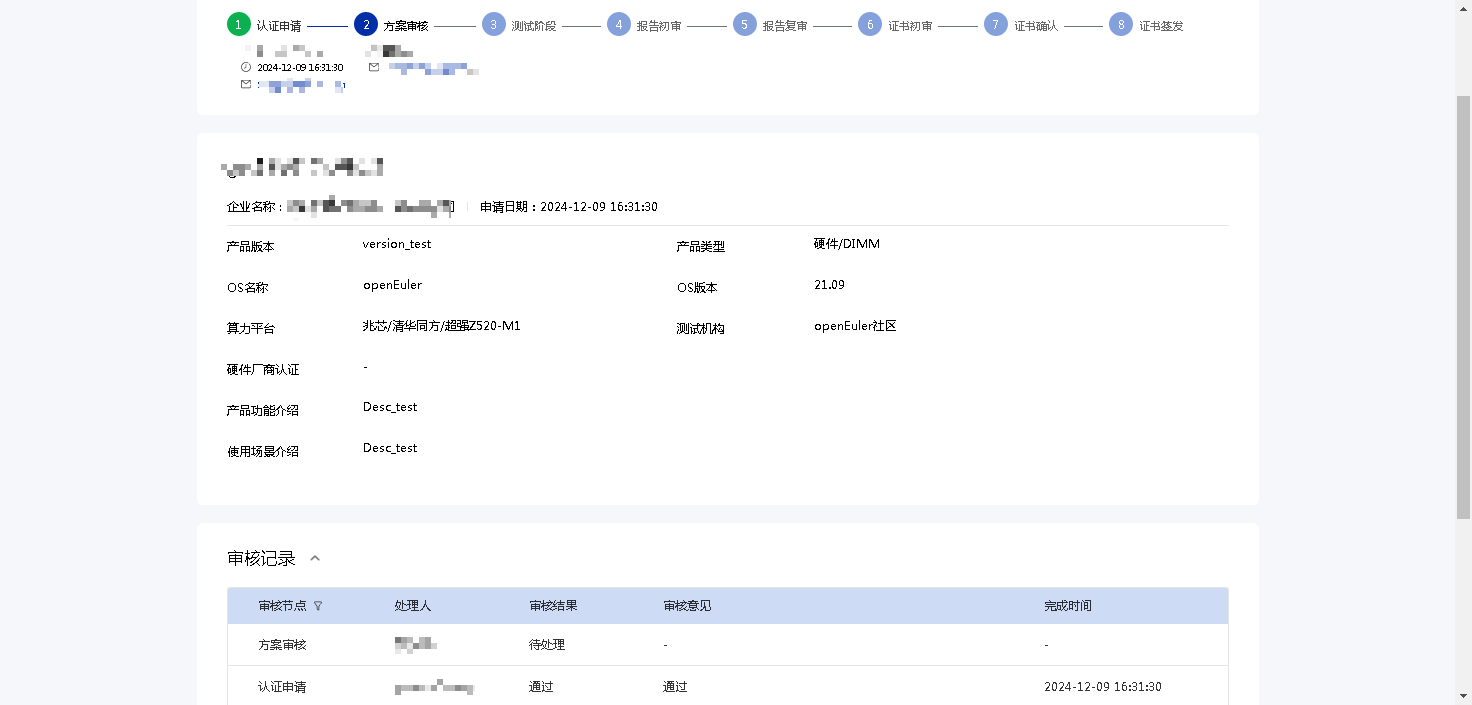 1 认证申请 2 方案审核 3 测试阶段 4 报告初审 5 报告复审 6 证书初审 7 证书确认 8 证书签发
2024-12-09 16:31:30
企业名称： 申请日期：2024-12-09 16:31:30
产品版本 version_test 产品类型 硬件/DIMM
OS名称 openEuler OS版本 21.09
算力平台 兆芯/清华同方/超强Z520-M1 测试机构 openEuler社区
硬件厂商认证 -
产品功能介绍 Desc_test
使用场景介绍 Desc_test
审核记录
审核节点 处理人 审核结果 审核意见 完成时间
方案审核 待处理 - -
认证申请 通过 通过 2024-12-09 16:31:30